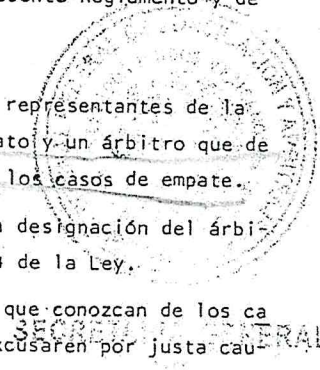 esente Reglamento y de
representantes de la
ato y un árbitro que de
los casos de empate.
a designación del árbi-
4 de la Ley.
que conozcan de los ca
xcusaren por justa cau-
GENERAL